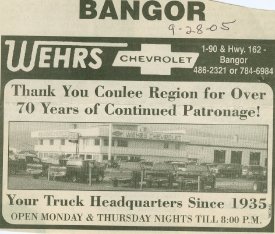 BANGOR
9-28-05
WEHRS CHEVROLET
I-90 & Hwy. 162 -
Bangor
486-2321 or 784-6984
Thank You Coulee Region for Over
70 Years of Continued Patronage!
Your Truck Headquarters Since 1935
OPEN MONDAY & THURSDAY NIGHTS TILL 8:00 P.M.